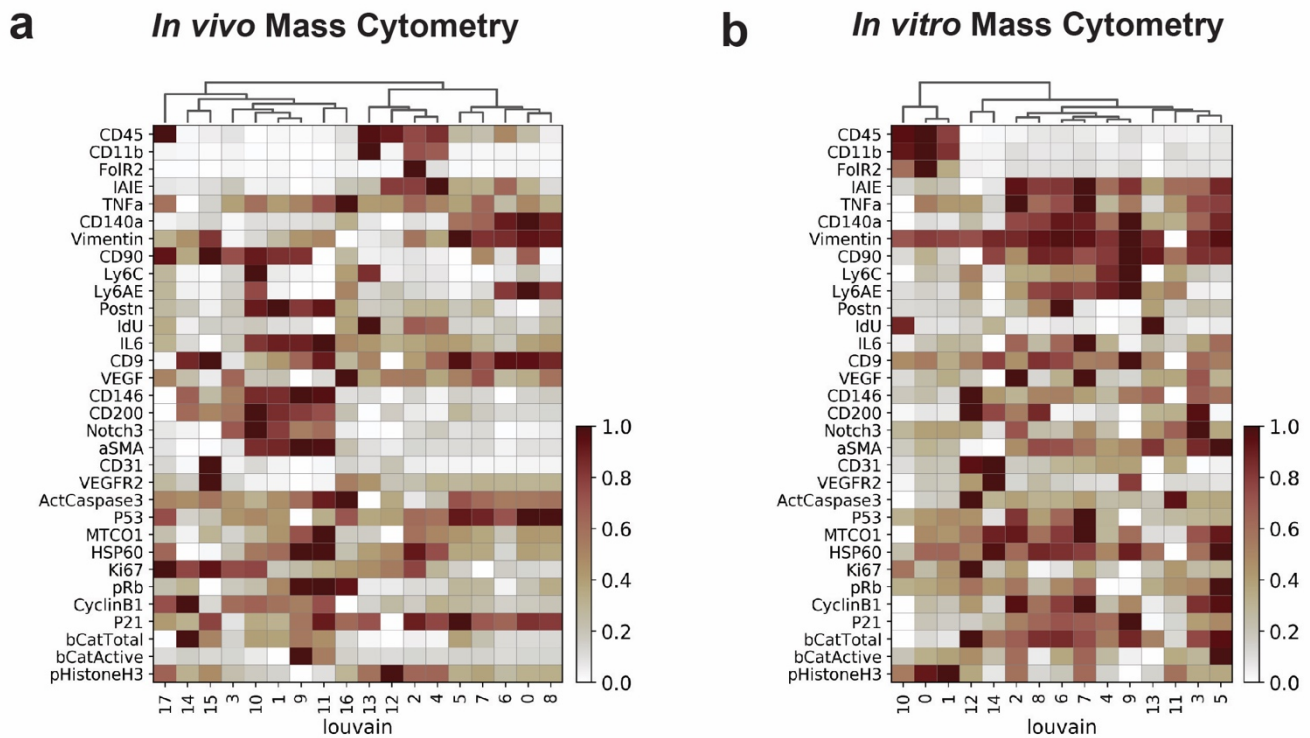 a
In vivo Mass Cytometry
CD45
CD11b
FolR2
IAIE
TNFa
CD140a
Vimentin
CD90
Ly6C
Ly6AE
Postn
IdU
IL6
CD9
VEGF
CD146
CD200
Notch3
aSMA
CD31
VEGFR2
ActCaspase3
P53
MTCO1
HSP60
Ki67
pRb
CyclinB1
P21
bCatTotal
bCatActive
pHistoneH3
17 14 15 3 10 1 9 11 16 13 12 2 4 5 7 6 0 8
louvain
1.0
0.8
0.6
0.4
0.2
0.0
b
In vitro Mass Cytometry
CD45
CD11b
FolR2
IAIE
TNFa
CD140a
Vimentin
CD90
Ly6C
Ly6AE
Postn
IdU
IL6
CD9
VEGF
CD146
CD200
Notch3
aSMA
CD31
VEGFR2
ActCaspase3
P53
MTCO1
HSP60
Ki67
pRb
CyclinB1
P21
bCatTotal
bCatActive
pHistoneH3
10 0 1 12 14 2 8 6 7 4 9 13 11 3 5
louvain
1.0
0.8
0.6
0.4
0.2
0.0